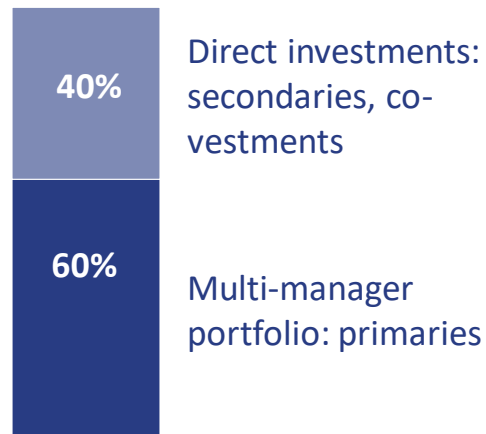 40%
Direct investments:
secondaries, co-
vestments
60%
Multi-manager
portfolio: primaries